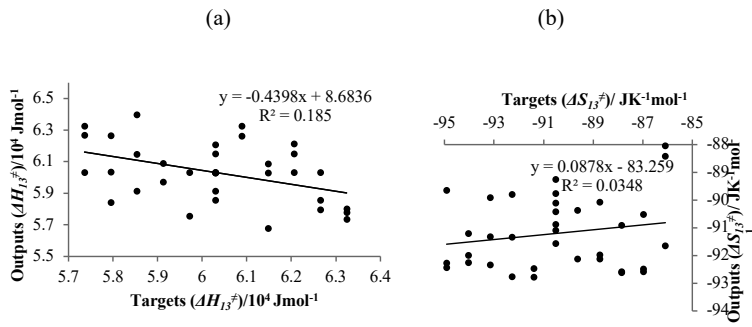 (a)
(b)
y = -0.4398x + 8.6836
R² = 0.185
6.5
6.3
6.1
5.9
5.7
5.5
5.7
5.8
5.9
6
6.1
6.2
6.3
6.4
Outputs (ΔH₁₃≠)/10⁴ Jmol⁻¹
Targets (ΔH₁₃≠)/10⁴ Jmol⁻¹
Targets (ΔS₁₃≠)/ JK⁻¹mol⁻¹
-95
-93
-91
-89
-87
-85
y = 0.0878x - 83.259
R² = 0.0348
-88
-89
-90
-91
-92
-93
-94
Outputs (ΔS₁₃≠)/ JK⁻¹mol⁻
1